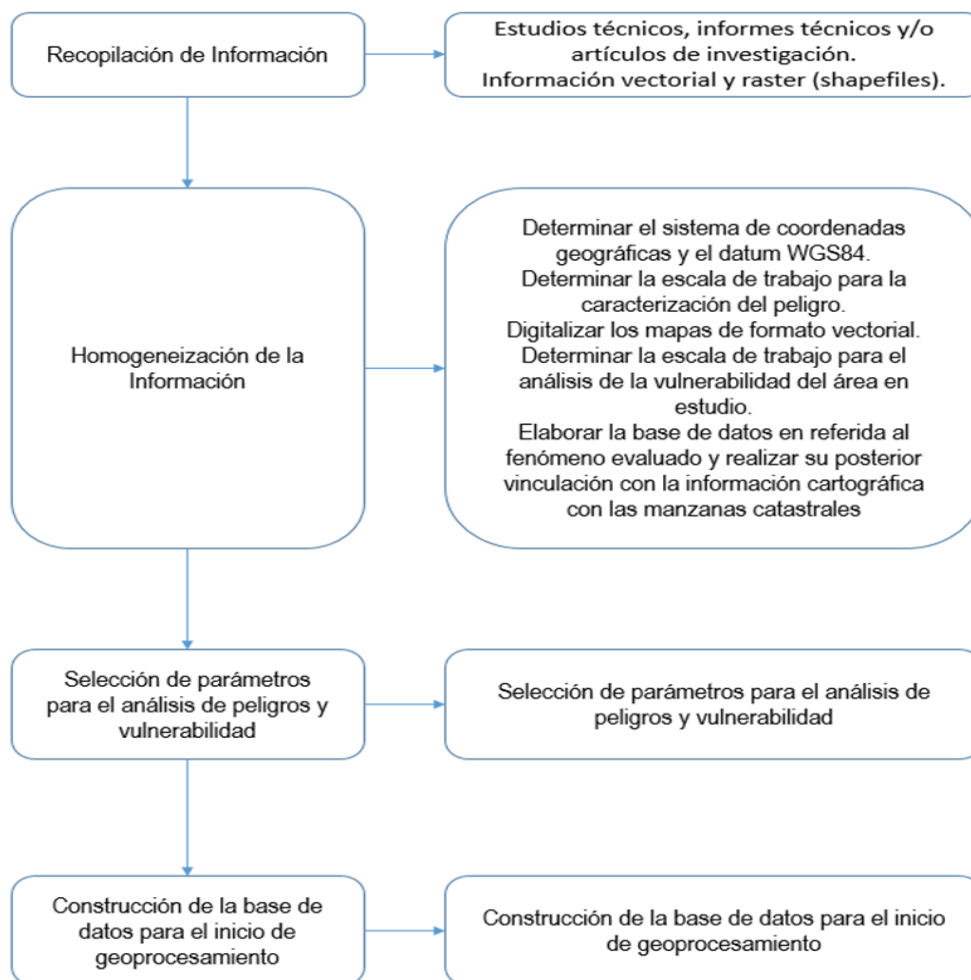 Recopilación de Información
Estudios técnicos, informes técnicos y/o
artículos de investigación.
Información vectorial y raster (shapefiles).
Homogeneización de la
Información
Determinar el sistema de coordenadas
geográficas y el datum WGS84.
Determinar la escala de trabajo para la
caracterización del peligro.
Digitalizar los mapas de formato vectorial.
Determinar la escala de trabajo para el
análisis de la vulnerabilidad del área en
estudio.
Elaborar la base de datos en referida al
fenómeno evaluado y realizar su posterior
vinculación con la información cartográfica
con las manzanas catastrales
Selección de parámetros
para el análisis de peligros y
vulnerabilidad
Selección de parámetros para el análisis de
peligros y vulnerabilidad
Construcción de la base de
datos para el inicio de
geoprocesamiento
Construcción de la base de datos para el inicio
de geoprocesamiento